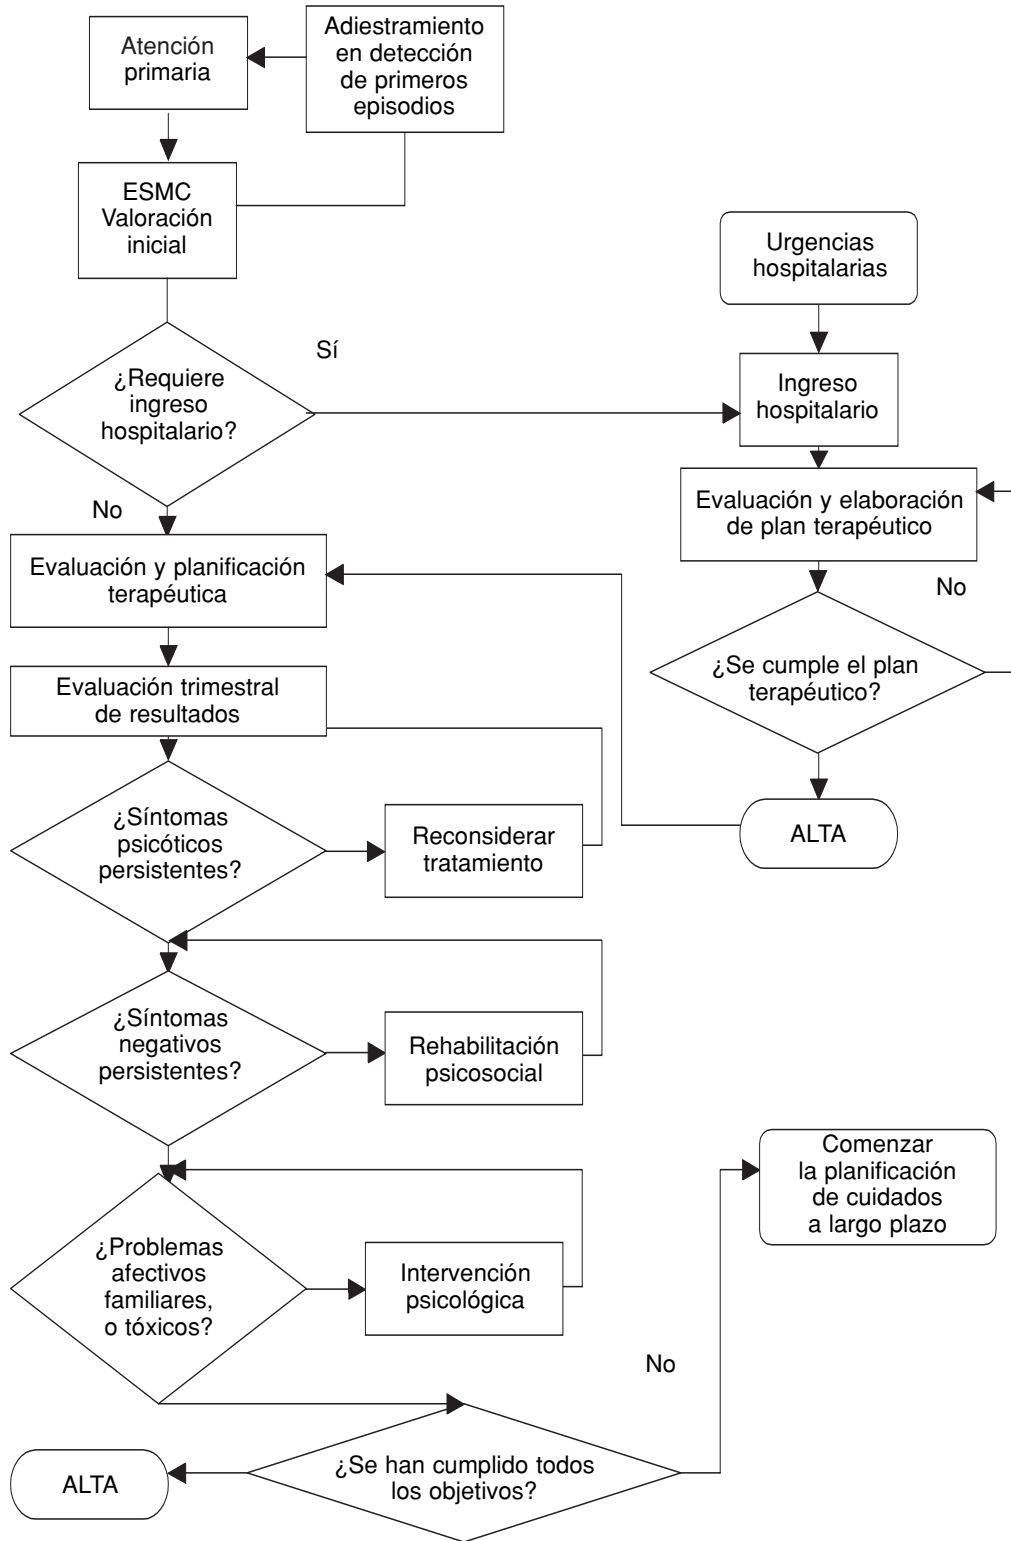 Atención
primaria
Adiestramiento
en detección
de primeros
episodios
ESMC
Valoración
inicial
Urgencias
hospitalarias
Sí
¿Requiere
ingreso
hospitalario?
Ingreso
hospitalario
No
Evaluación y elaboración
de plan terapéutico
Evaluación y planificación
terapéutica
No
¿Se cumple el plan
terapéutico?
Evaluación trimestral
de resultados
¿Síntomas
psicóticos
persistentes?
Reconsiderar
tratamiento
ALTA
¿Síntomas
negativos
persistentes?
Rehabilitación
psicosocial
Comenzar
la planificación
de cuidados
a largo plazo
¿Problemas
afectivos
familiares,
o tóxicos?
Intervención
psicológica
No
¿Se han cumplido todos
los objetivos?
ALTA